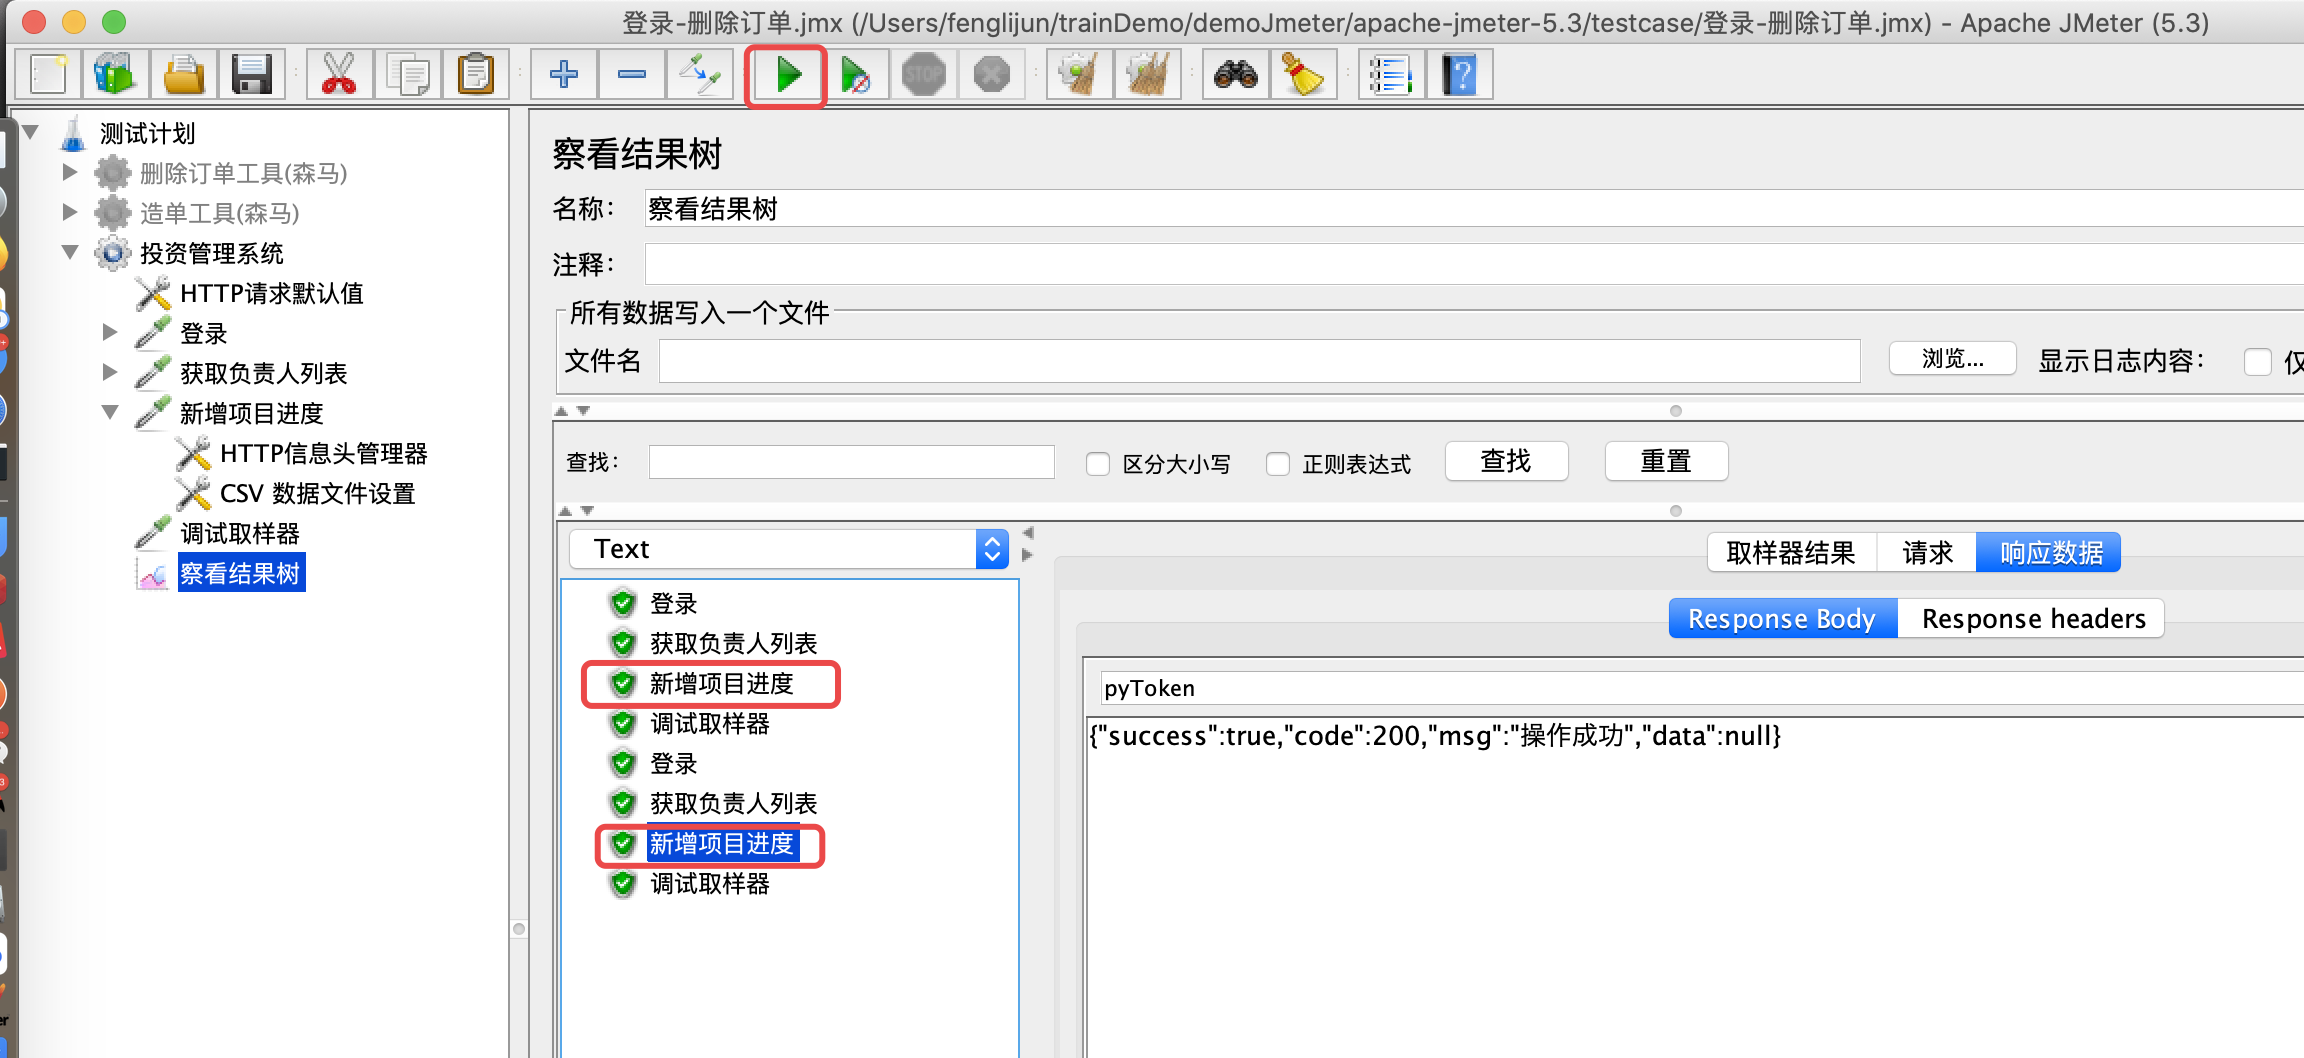 登录-删除订单.jmx (/Users/fenglijun/trainDemo/demoJmeter/apache-jmeter-5.3/testcase/登录-删除订单.jmx) - Apache JMeter (5.3)
STOP
测试计划
删除订单工具(森马)
造单工具(森马)
投资管理系统
HTTP请求默认值
登录
获取负责人列表
新增项目进度
HTTP信息头管理器
CSV 数据文件设置
调试取样器
察看结果树
察看结果树
名称：
察看结果树
注释：
所有数据写入一个文件
文件名
浏览...
显示日志内容：
仅
查找：
区分大小写
正则表达式
查找
重置
Text
取样器结果
请求
响应数据
登录
获取负责人列表
新增项目进度
调试取样器
登录
获取负责人列表
新增项目进度
调试取样器
Response Body
Response headers
pyToken
{"success":true,"code":200,"msg":"操作成功","data":null}